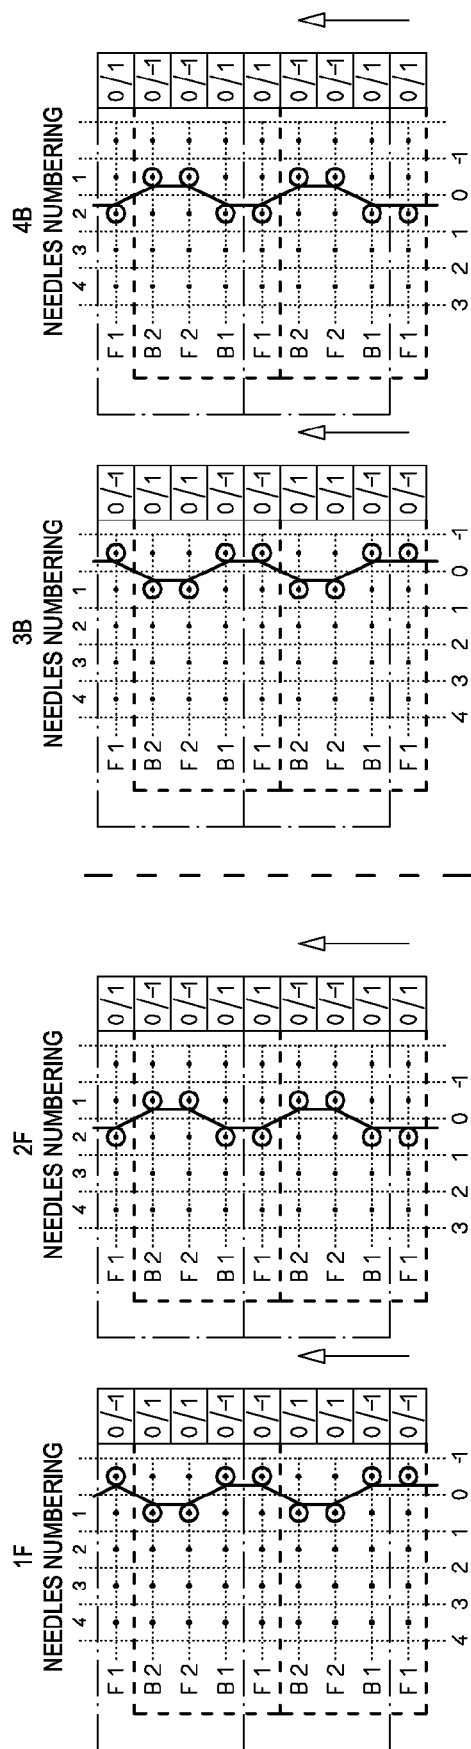 1F
NEEDLES NUMBERING
4 3 2 1
F1 0/-1
B2 0/1
F2 0/1
B1 0/-1
F1 0/-1
B2 0/1
F2 0/1
B1 0/-1
F1 0/-1
4 3 2 1 0 -1
2F
NEEDLES NUMBERING
4 3 2 1
F1 0/1
B2 0/-1
F2 0/-1
B1 0/1
F1 0/1
B2 0/-1
F2 0/-1
B1 0/1
F1 0/1
3 2 1 0 -1
3B
NEEDLES NUMBERING
4 3 2 1
F1 0/-1
B2 0/1
F2 0/1
B1 0/-1
F1 0/-1
B2 0/1
F2 0/1
B1 0/-1
F1 0/-1
4 3 2 1 0 -1
4B
NEEDLES NUMBERING
4 3 2 1
F1 0/1
B2 0/-1
F2 0/-1
B1 0/1
F1 0/1
B2 0/-1
F2 0/-1
B1 0/1
F1 0/1
3 2 1 0 -1